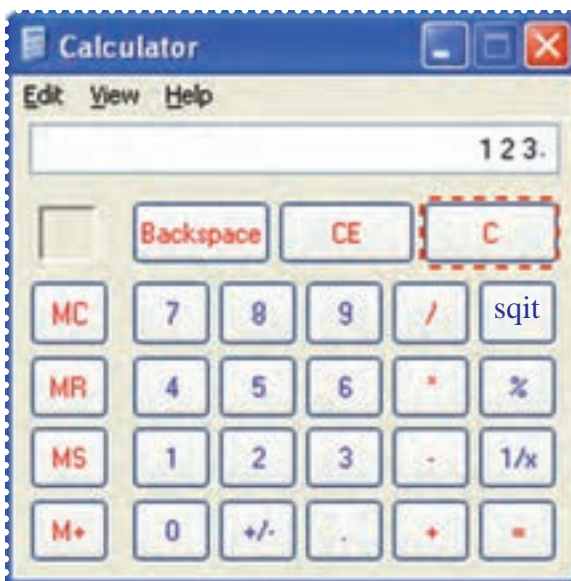 Calculator
Edit View Help
123.
Backspace CE C
MC 7 8 9 / sqit
MR 4 5 6 * %
MS 1 2 3 - 1/x
M+ 0 +/- . + =